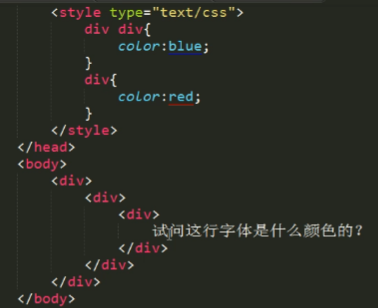 <style type="text/css">
div div{
color:blue;
}
div{
color:red;
}
</style>
</head>
<body>
<div>
<div>
<div>
试问这行字体是什么颜色的?
</div>
</div>
</div>
</body>